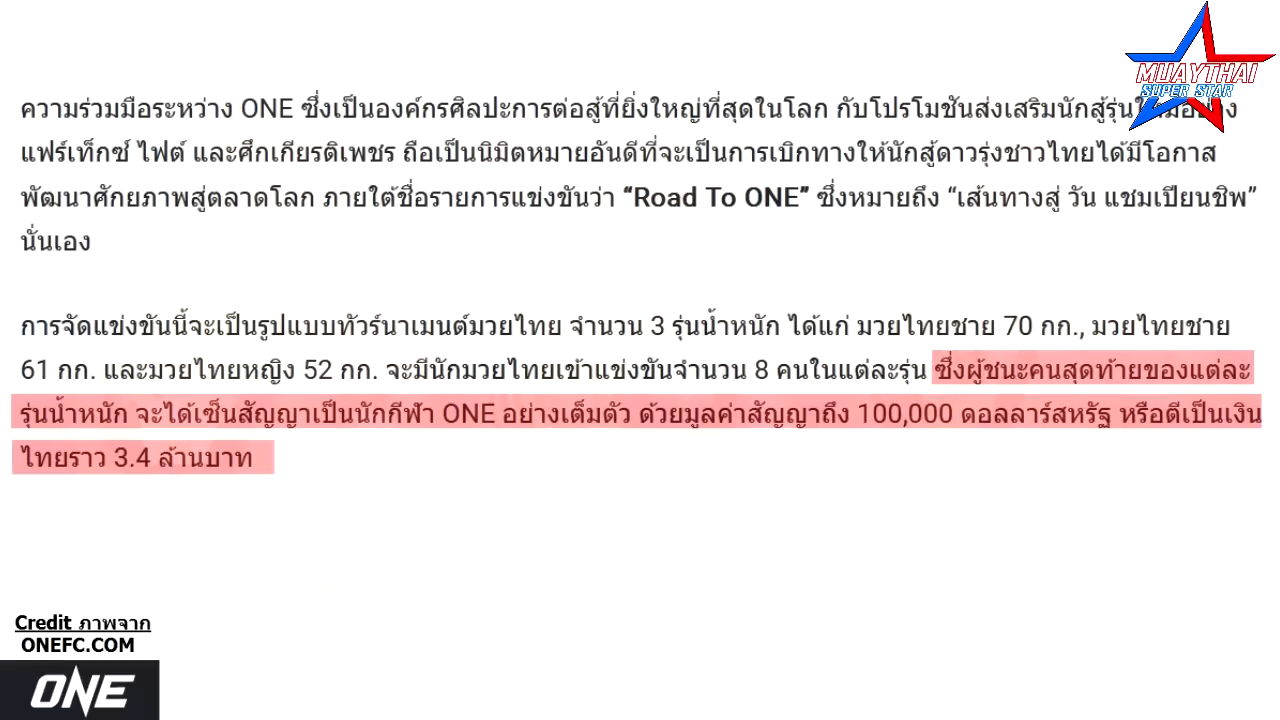 MUAYTHAI
SUPER STAR
ความร่วมมือระหว่าง ONE ซึ่งเป็นองค์กรศิลปะการต่อสู้ที่ยิ่งใหญ่ที่สุดในโลก กับโปรโมชันส่งเสริมนักสู้รุ่น
แฟร์เท็กซ์ ไฟต์ และศึกเกียรติเพชร ถือเป็นนิมิตหมายอันดีที่จะเป็นการเบิกทางให้นักสู้ดาวรุ่งชาวไทยได้มีโอกาส
พัฒนาศักยภาพสู่ตลาดโลก ภายใต้ชื่อรายการแข่งขันว่า “Road To ONE” ซึ่งหมายถึง “เส้นทางสู่ วัน แชมเปียนชิพ”
นั่นเอง
การจัดแข่งขันนี้จะเป็นรูปแบบทัวร์นาเมนต์มวยไทย จำนวน 3 รุ่นน้ำหนัก ได้แก่ มวยไทยชาย 70 กก., มวยไทยชาย
61 กก. และมวยไทยหญิง 52 กก. จะมีนักมวยไทยเข้าแข่งขันจำนวน 8 คนในแต่ละรุ่น ซึ่งผู้ชนะคนสุดท้ายของแต่ละ
รุ่นน้ำหนัก จะได้เซ็นสัญญาเป็นนักกีฬา ONE อย่างเต็มตัว ด้วยมูลค่าสัญญาถึง 100,000 ดอลลาร์สหรัฐ หรือตีเป็นเงิน
ไทยราว 3.4 ล้านบาท
Credit ภาพจาก
ONEFC.COM
ONE